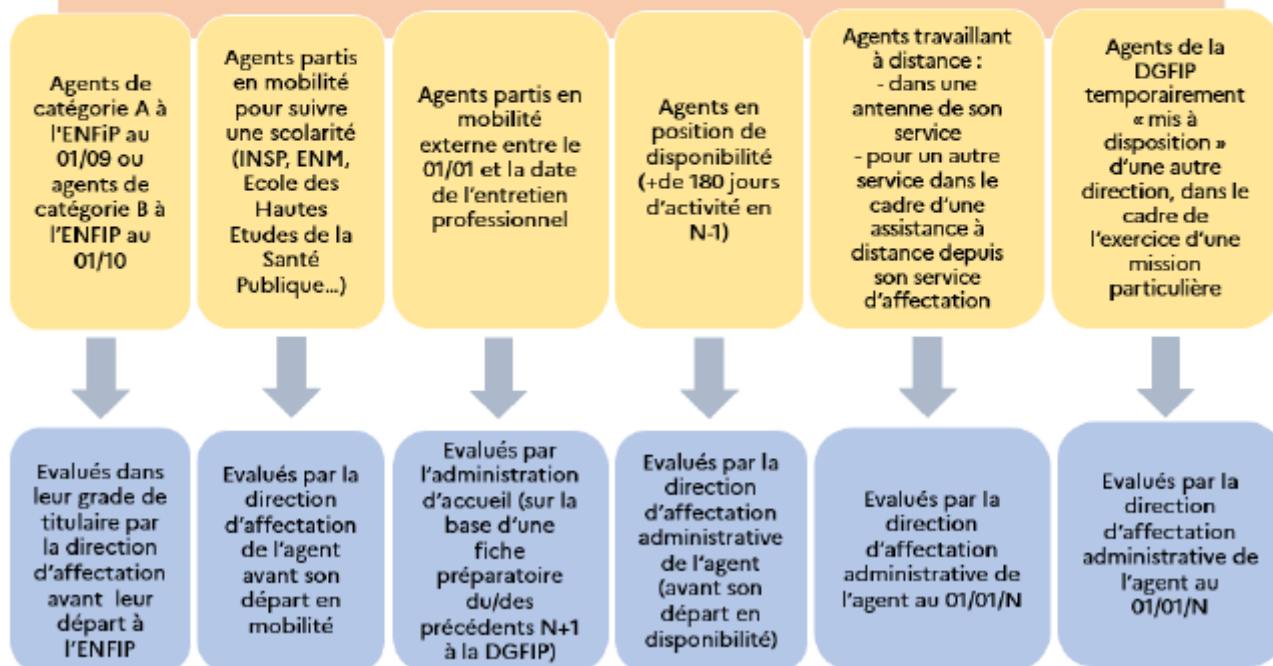 Agents de
catégorie A à
l'ENFiP au
01/09 ou
agents de
catégorie B à
l'ENFIP au
01/10
Agents partis
en mobilité
pour suivre
une scolarité
(INSP, ENM,
Ecole des
Hautes
Etudes de la
Santé
Publique...)
Agents partis en
mobilité
externe entre le
01/01 et la date
de l'entretien
professionnel
Agents en
position de
disponibilité
(+de 180 jours
d'activité en
N-1)
Agents travaillant
à distance :
- dans une
antenne de son
service
- pour un autre
service dans le
cadre d'une
assistance à
distance depuis
son service
d'affectation
Agents de la
DGFIP
temporairement
« mis à
disposition »
d'une autre
direction, dans le
cadre de
l'exercice d'une
mission
particulière
Evalués dans
leur grade de
titulaire par
la direction
d'affectation
avant leur
départ à
l'ENFIP
Evalués par la
direction
d'affectation
de l'agent
avant son
départ en
mobilité
Evalués par
l'administration
d'accueil (sur la
base d'une
fiche
préparatoire
du/des
précédents N+1
à la DGFIP)
Evalués par la
direction
d'affectation
administrative
de l'agent
(avant son
départ en
disponibilité)
Evalués par la
direction
d'affectation
administrative de
l'agent au 01/01/N
Evalués par la
direction
d'affectation
administrative de
l'agent au
01/01/N